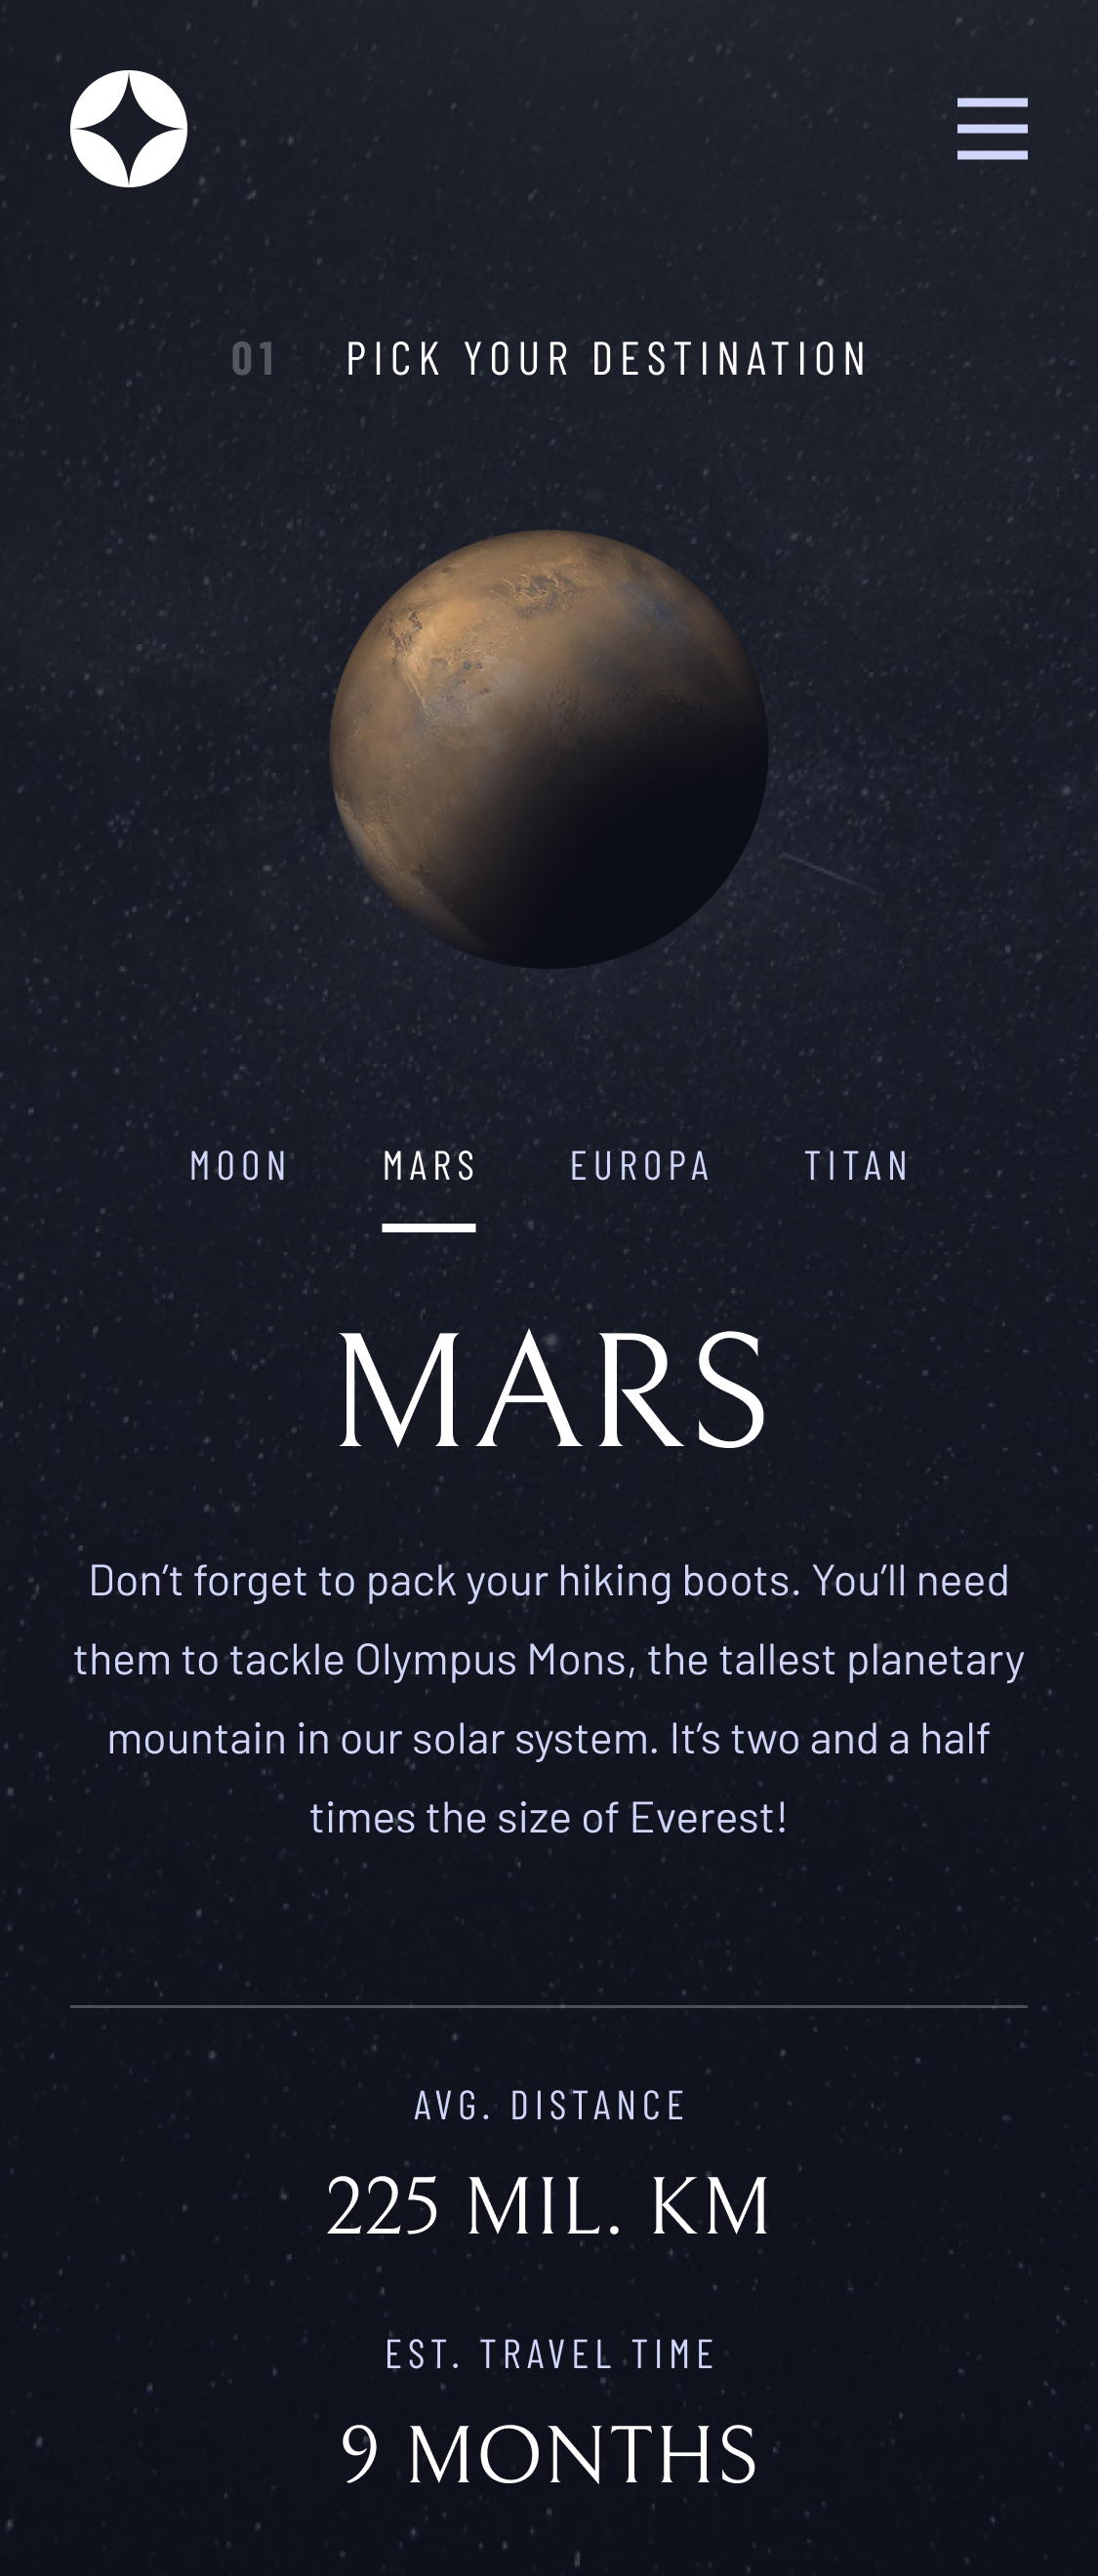 01 PICK YOUR DESTINATION
MOON MARS EUROPA TITAN
MARS
Don’t forget to pack your hiking boots. You’ll need
them to tackle Olympus Mons, the tallest planetary
mountain in our solar system. It’s two and a half
times the size of Everest!
AVG. DISTANCE
225 MIL. KM
EST. TRAVEL TIME
9 MONTHS